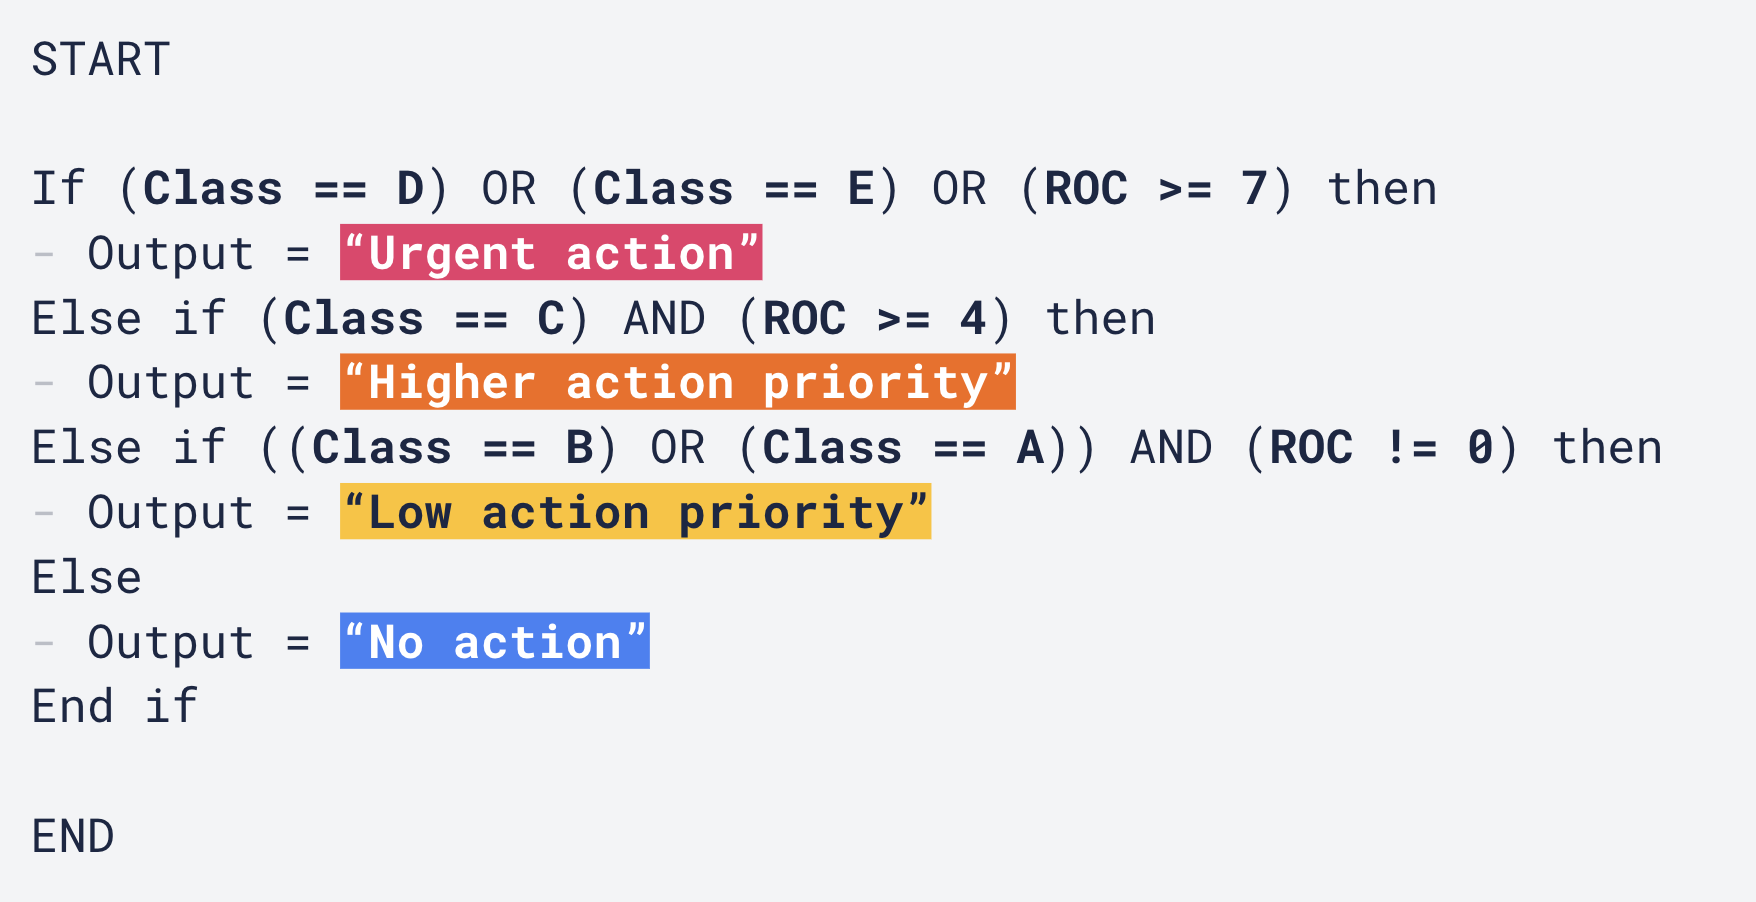 START
If (Class == D) OR (Class == E) OR (ROC >= 7) then
- Output = “Urgent action”
Else if (Class == C) AND (ROC >= 4) then
- Output = “Higher action priority”
Else if ((Class == B) OR (Class == A)) AND (ROC != 0) then
- Output = “Low action priority”
Else
- Output = “No action”
End if
END